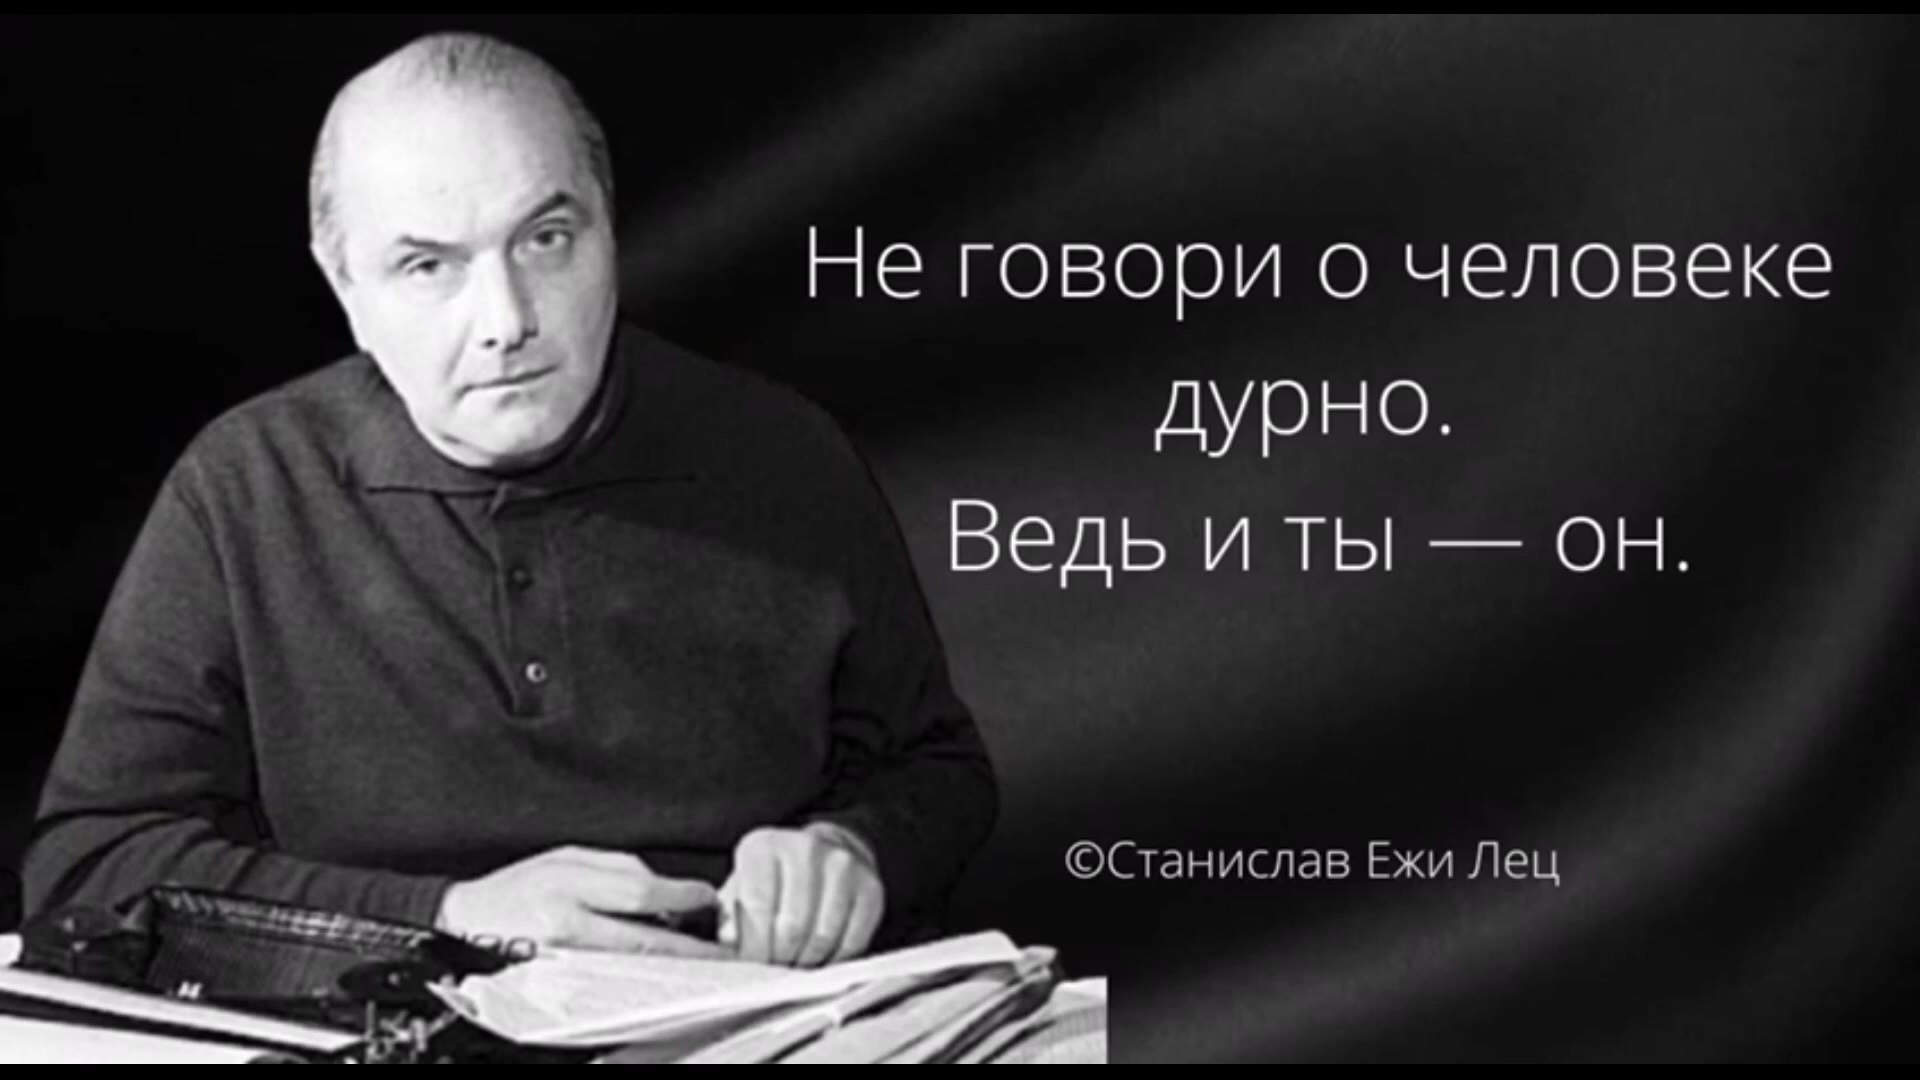 Не говори о человеке
дурно.
Ведь и ты — он.
©Станислав Ежи Лец